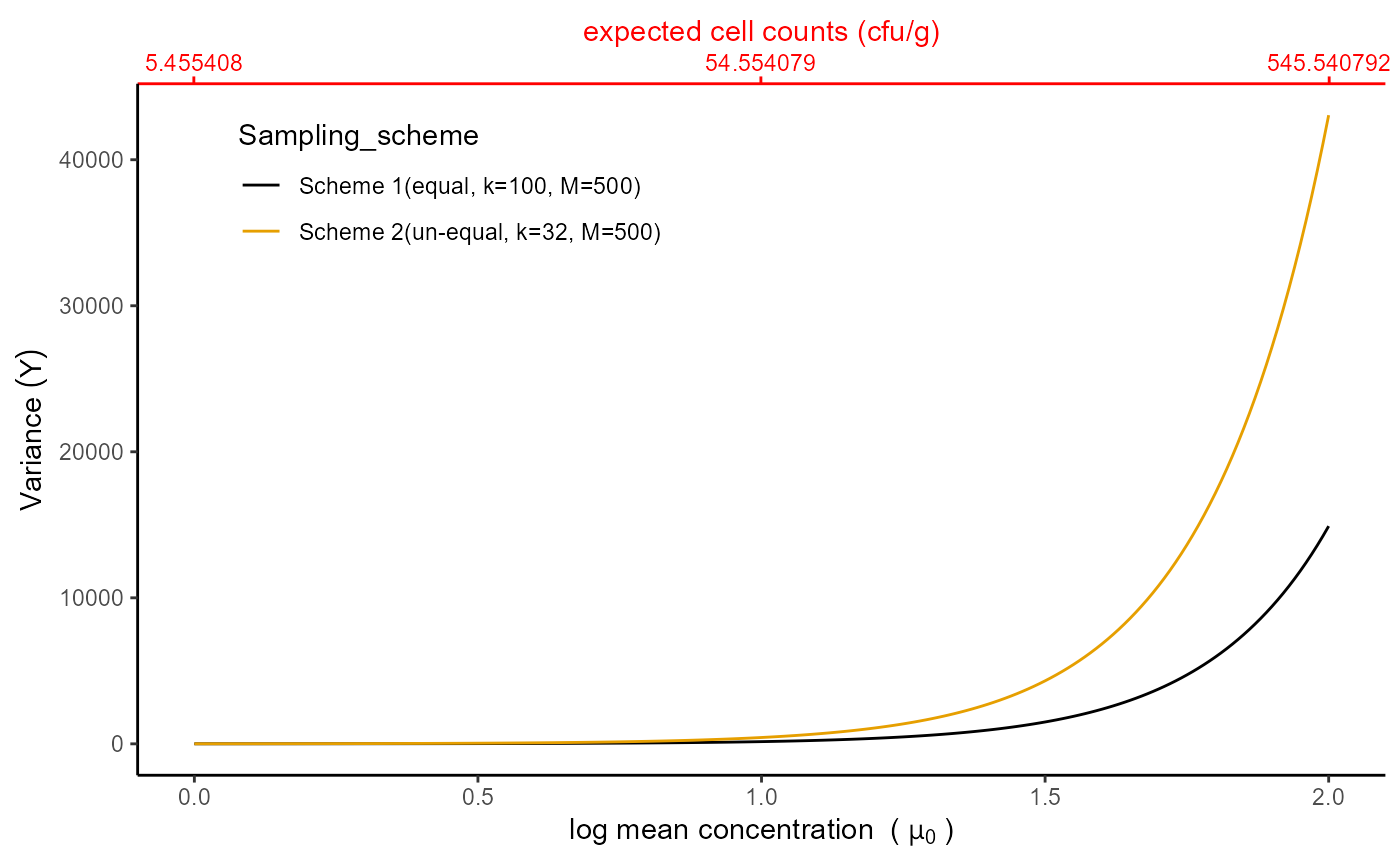 expected cell counts (cfu/g)
5.455408 54.554079 545.540792
Sampling_scheme
Scheme 1(equal, k=100, M=500)
Scheme 2(un-equal, k=32, M=500)
Variance (Y)
40000
30000
20000
10000
0
0.0 0.5 1.0 1.5 2.0
log mean concentration ( μ₀ )